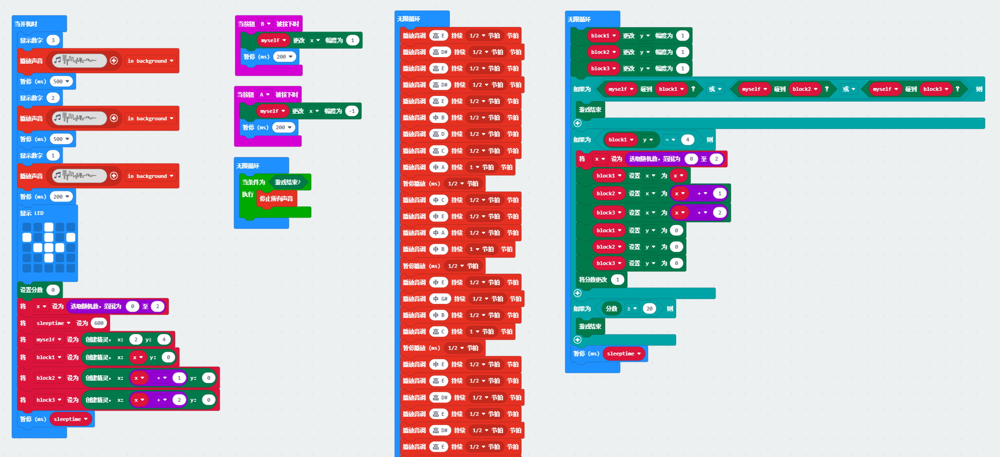 当开机时
显示数字 3
播放声音 in background
暂停 (ms) 500
显示数字 2
播放声音 in background
暂停 (ms) 500
显示数字 1
播放声音 in background
暂停 (ms) 200
显示 LED
设置分数 0
将 x 设为 选取随机数，范围为 0 至 2
将 sleeptime 设为 600
将 myself 设为 创建精灵， x: 2 y: 4
将 block1 设为 创建精灵， x: x y: 0
将 block2 设为 创建精灵， x: x + 1 y: 0
将 block3 设为 创建精灵， x: x + 2 y: 0
暂停 (ms) sleeptime
当按钮 B 被按下时
myself 更改 x 幅度为 1
暂停 (ms) 200
当按钮 A 被按下时
myself 更改 x 幅度为 -1
暂停 (ms) 200
无限循环
当条件为 游戏结束?
执行
停止所有声音
无限循环
播放音调 高 E 持续 1/2 节拍 节拍
播放音调 高 D# 持续 1/2 节拍 节拍
播放音调 高 E 持续 1/2 节拍 节拍
播放音调 高 D# 持续 1/2 节拍 节拍
播放音调 高 E 持续 1/2 节拍 节拍
播放音调 中 B 持续 1/2 节拍 节拍
播放音调 高 D 持续 1/2 节拍 节拍
播放音调 高 C 持续 1/2 节拍 节拍
播放音调 中 A 持续 1 节拍 节拍
暂停播放 (ms) 1/2 节拍
播放音调 中 C 持续 1/2 节拍 节拍
播放音调 中 E 持续 1/2 节拍 节拍
播放音调 中 A 持续 1/2 节拍 节拍
播放音调 中 B 持续 1 节拍 节拍
暂停播放 (ms) 1/2 节拍
播放音调 中 E 持续 1/2 节拍 节拍
播放音调 中 G# 持续 1/2 节拍 节拍
播放音调 中 B 持续 1/2 节拍 节拍
播放音调 高 C 持续 1 节拍 节拍
暂停播放 (ms) 1/2 节拍
播放音调 中 E 持续 1/2 节拍 节拍
播放音调 高 E 持续 1/2 节拍 节拍
播放音调 高 D# 持续 1/2 节拍 节拍
播放音调 高 E 持续 1/2 节拍 节拍
播放音调 高 D# 持续 1/2 节拍 节拍
播放音调 高 E 持续 1/2 节拍 节拍
无限循环
block1 更改 y 幅度为 1
block2 更改 y 幅度为 1
block3 更改 y 幅度为 1
如果为 myself 碰到 block1 ? 或 myself 碰到 block2 ? 或 myself 碰到 block3 ? 则
游戏结束
如果为 block1 y = 4 则
将 x 设为 选取随机数，范围为 0 至 2
block1 设置 x 为 x
block2 设置 x 为 x + 1
block3 设置 x 为 x + 2
block1 设置 y 为 0
block2 设置 y 为 0
block3 设置 y 为 0
将分数更改 1
如果为 分数 ≥ 20 则
游戏结束
暂停 (ms) sleeptime